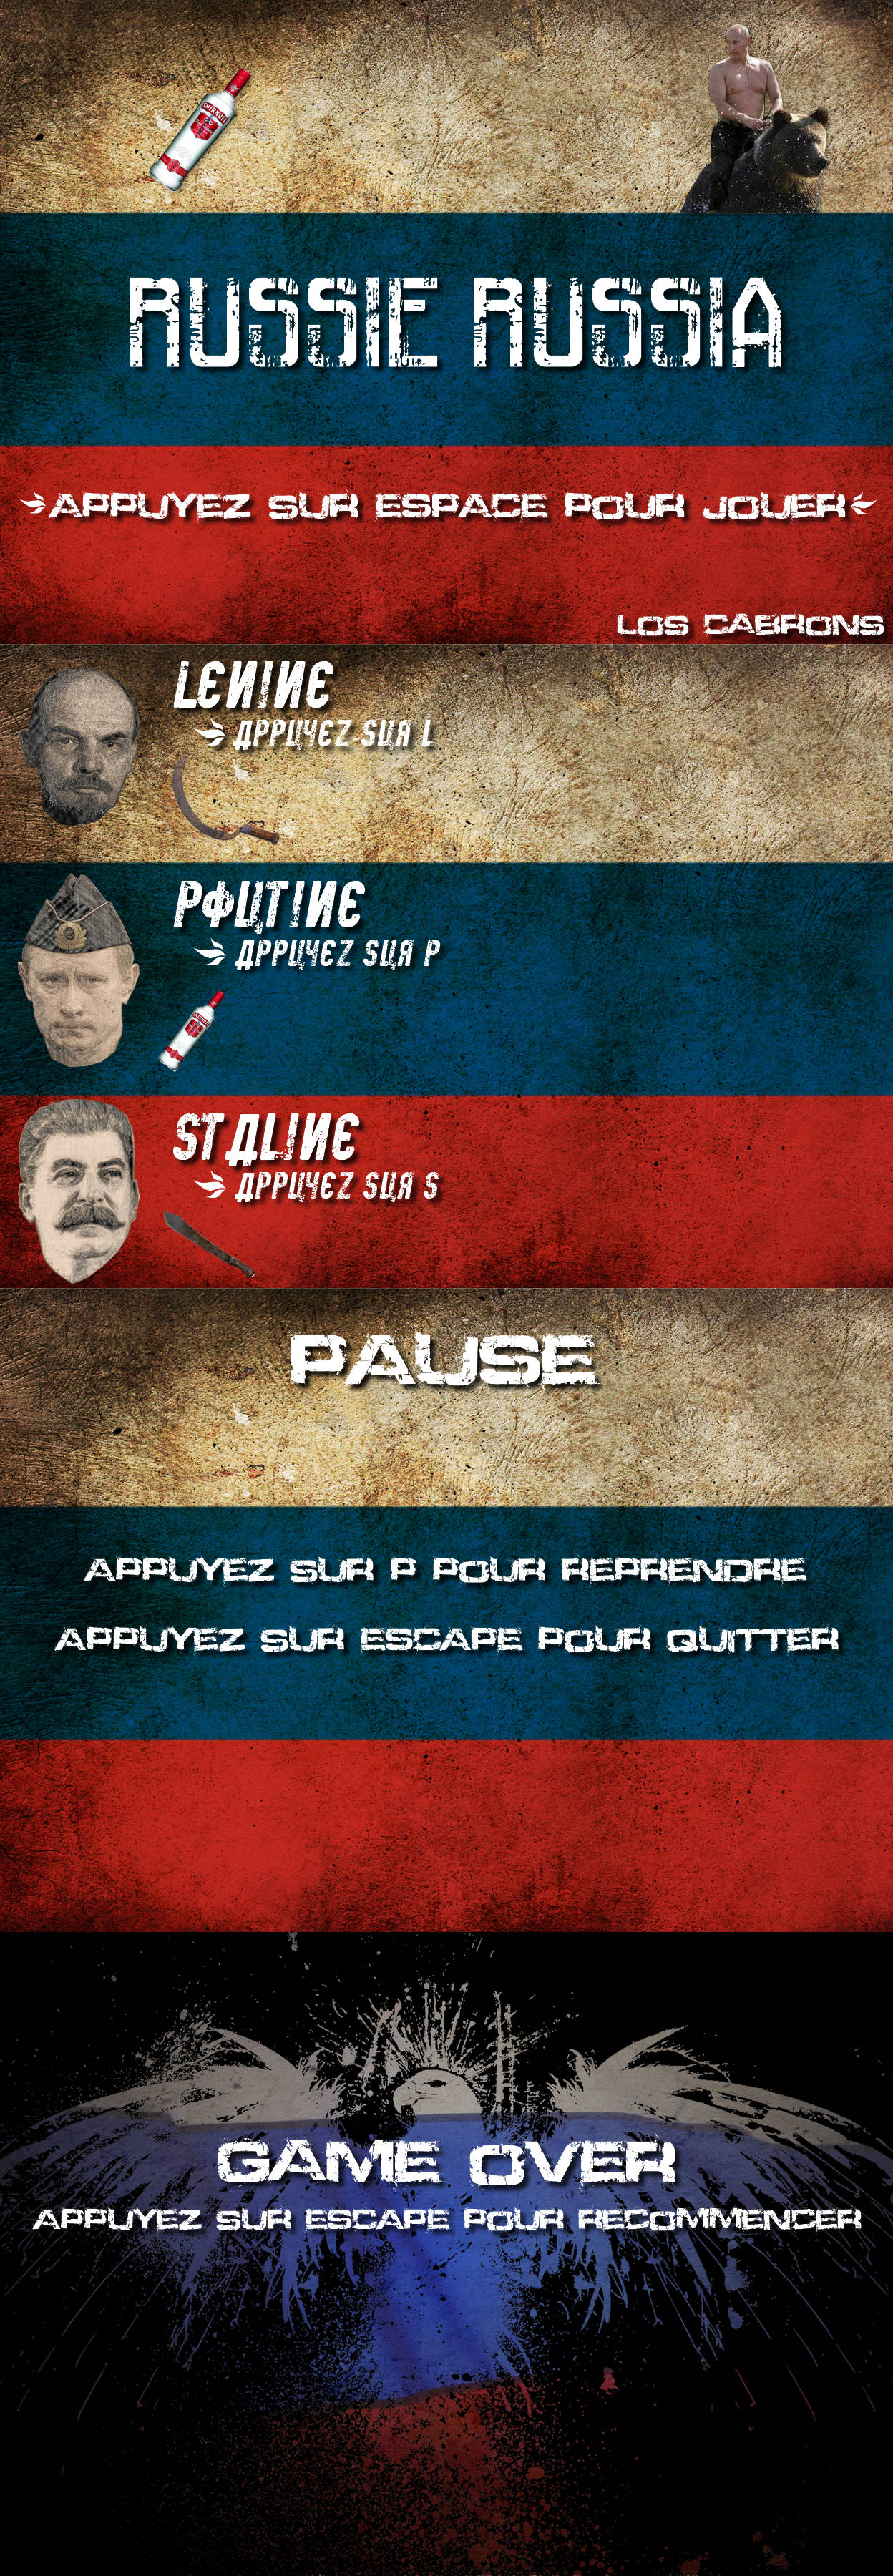 SMIRNOFF
RUSSIE RUSSIA
APPUYEZ SUR ESPACE POUR JOUER
LOS CABRONS
LENINE
APPUYEZ SUR L
POUTINE
APPUYEZ SUR P
STALINE
APPUYEZ SUR S
PAUSE
APPUYEZ SUR P POUR REPRENDRE
APPUYEZ SUR ESCAPE POUR QUITTER
GAME OVER
APPUYEZ SUR ESCAPE POUR RECOMMENCER